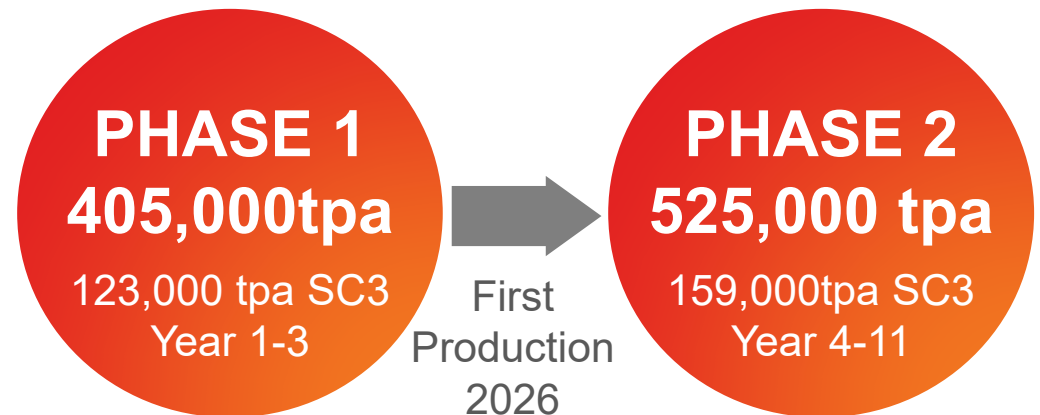 PHASE 1
405,000tpa
123,000 tpa SC3
Year 1-3
First
Production
2026
PHASE 2
525,000 tpa
159,000tpa SC3
Year 4-11